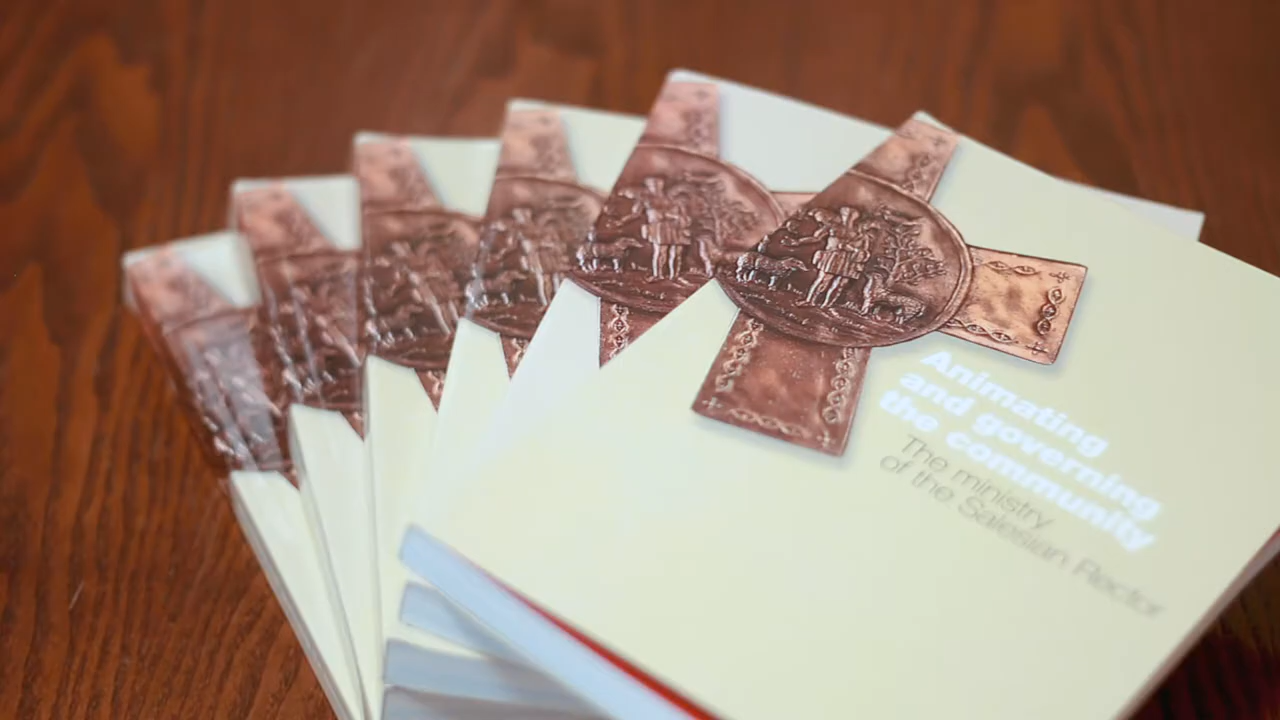 Animating
and governing
the community
The ministry
of the Salesian Rector